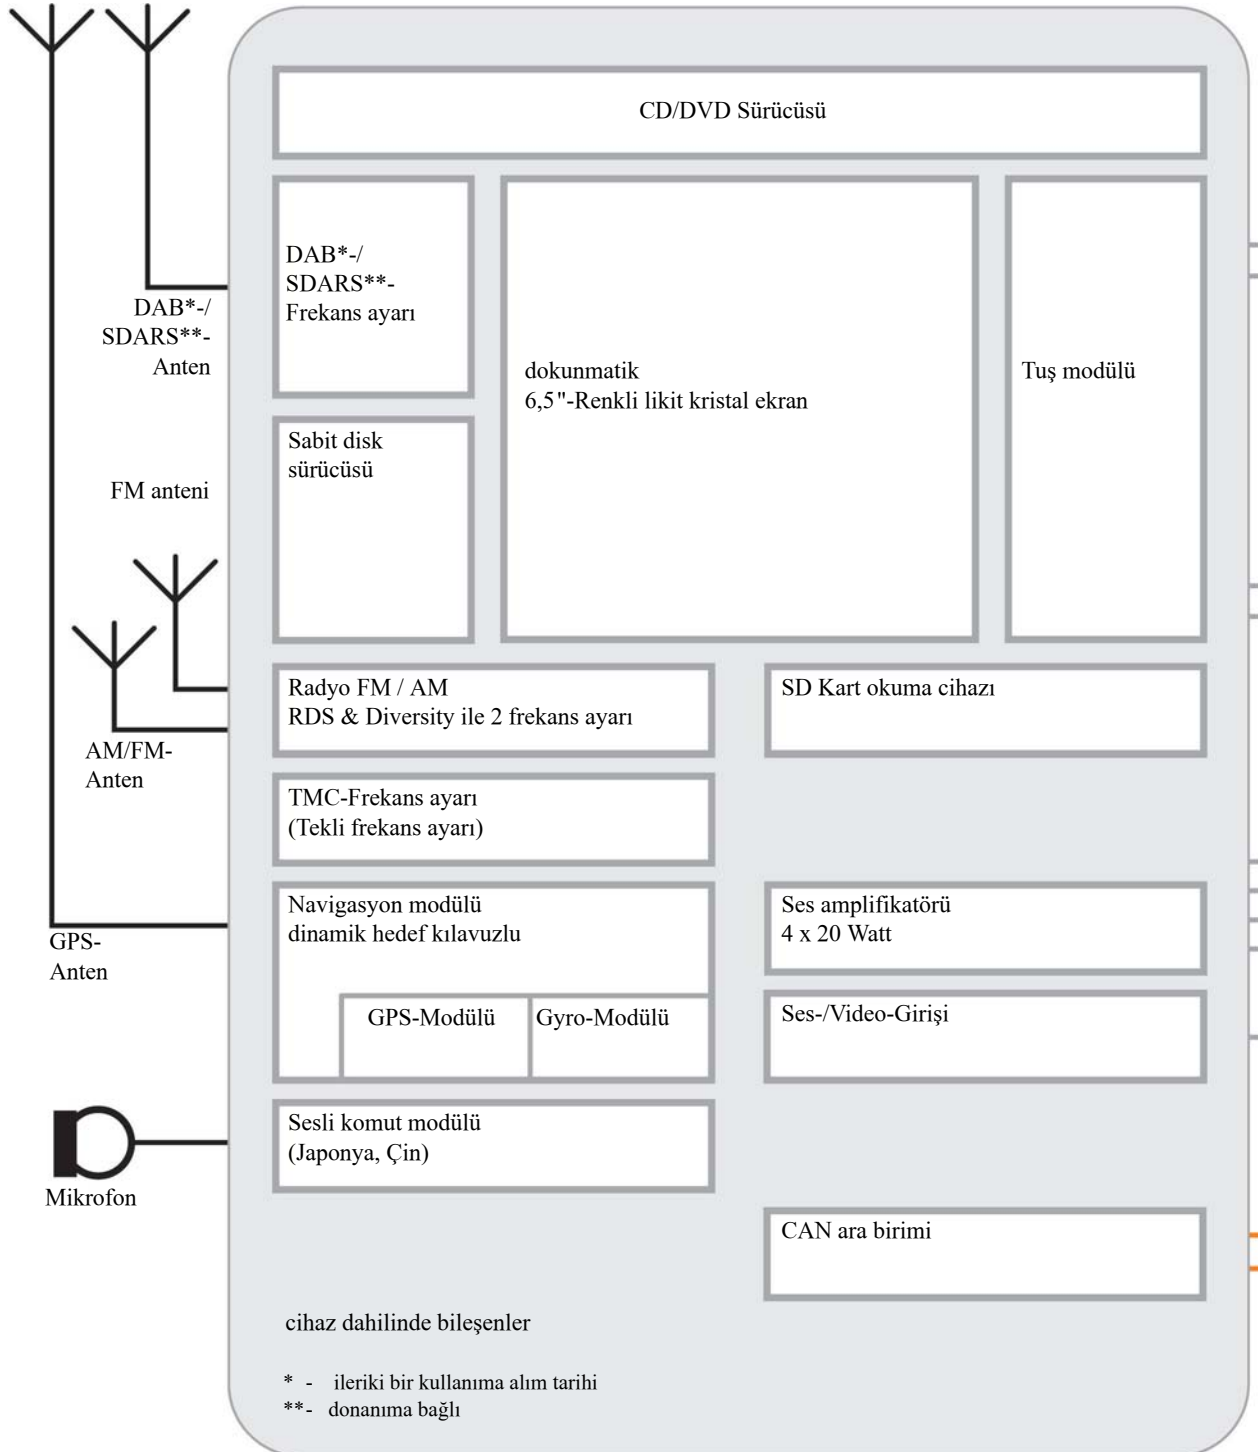 CD/DVD Sürücüsü
DAB*-/
SDARS**-
Frekans ayarı
DAB*-/
SDARS**-
Anten
dokunmatik
6,5"-Renkli likit kristal ekran
Tuş modülü
Sabit disk
sürücüsü
FM anteni
Radyo FM / AM
RDS & Diversity ile 2 frekans ayarı
SD Kart okuma cihazı
AM/FM-
Anten
TMC-Frekans ayarı
(Tekli frekans ayarı)
Navigasyon modülü
dinamik hedef kılavuzlu
Ses amplifikatörü
4 x 20 Watt
GPS-
Anten
GPS-Modülü
Gyro-Modülü
Ses-/Video-Girişi
Sesli komut modülü
(Japonya, Çin)
Mikrofon
CAN ara birimi
cihaz dahilinde bileşenler
* - ileriki bir kullanıma alım tarihi
**- donanıma bağlı